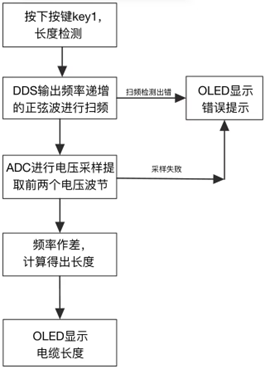 按下按键key1,
长度检测
DDS输出频率递增
的正弦波进行扫频
扫频检测出错
OLED显示
错误提示
ADC进行电压采样提
取前两个电压波节
采样失败
频率作差,
计算得出长度
OLED显示
电缆长度